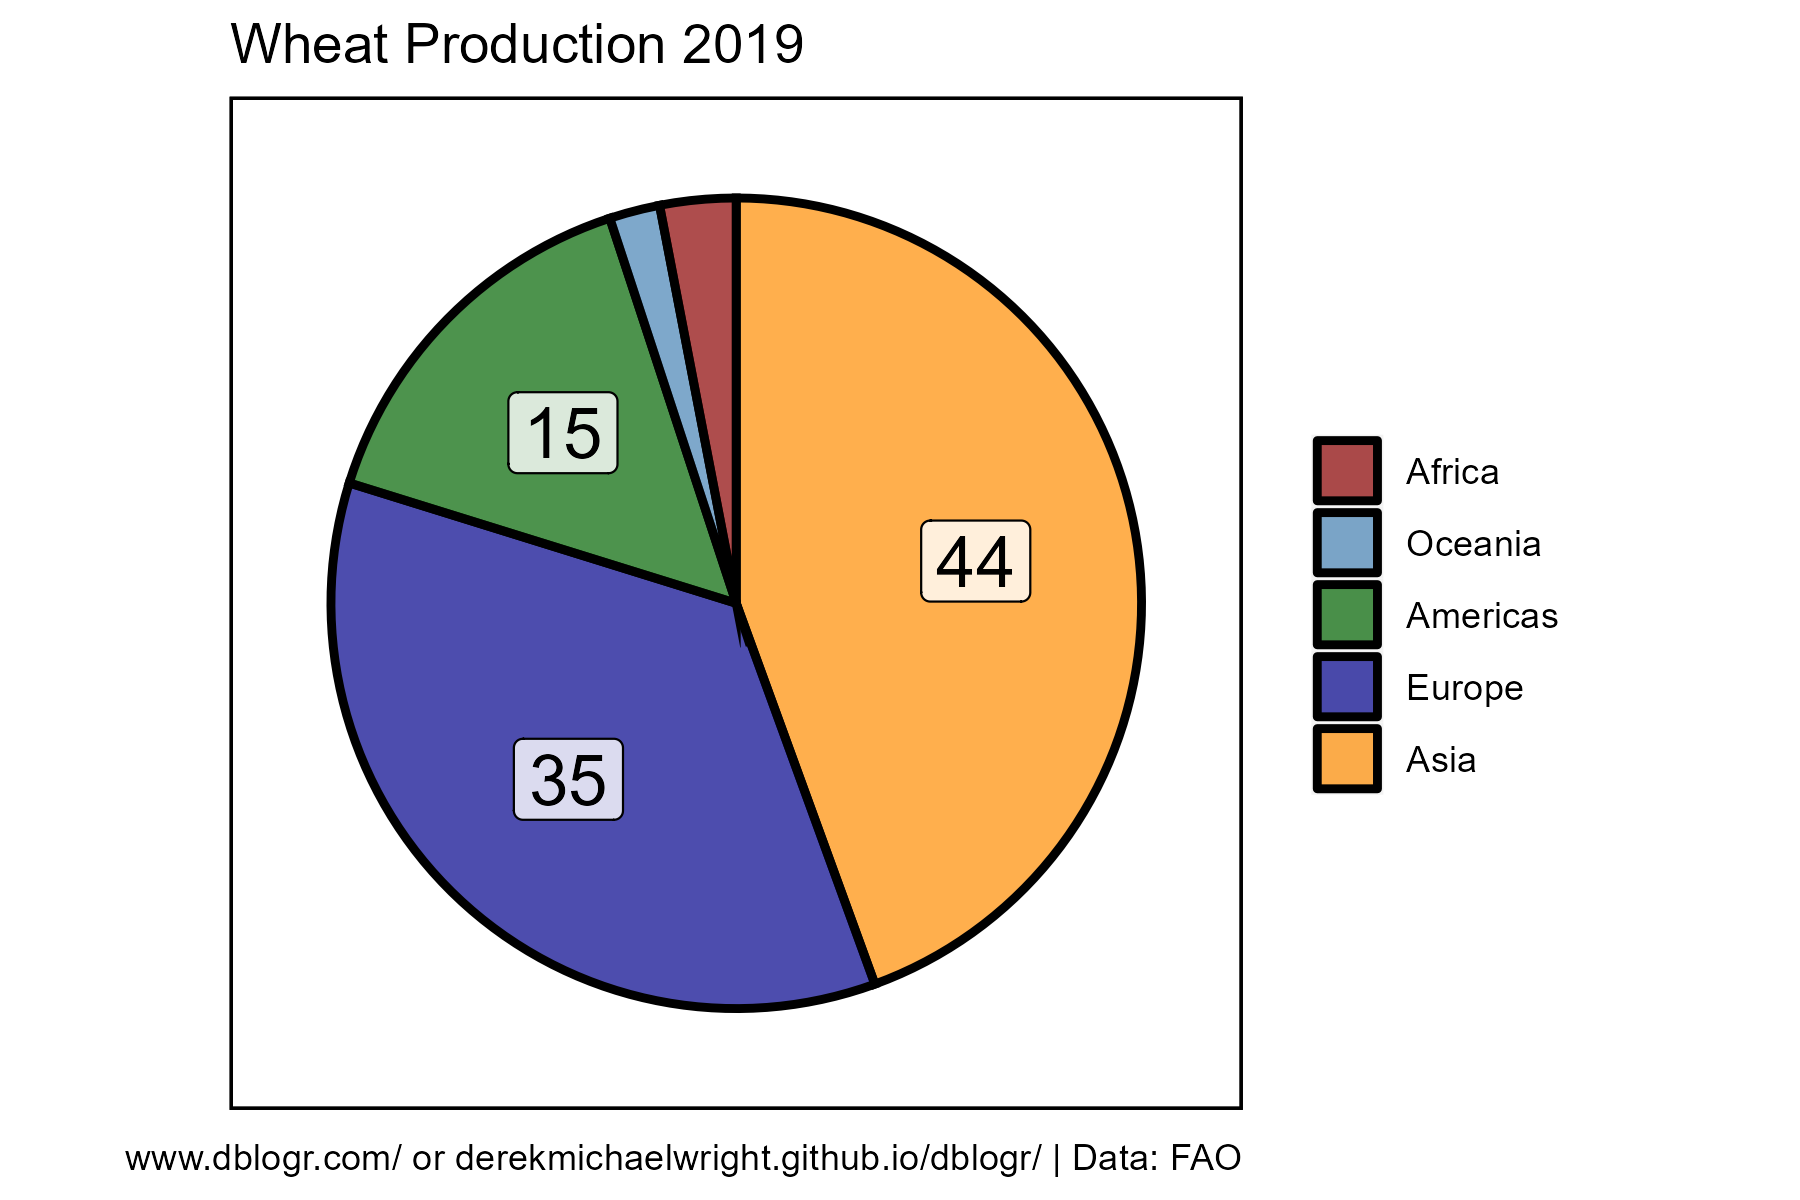 Wheat Production 2019
15
44
35
Africa
Oceania
Americas
Europe
Asia
www.dblogr.com/ or derekmichaelwright.github.io/dblogr/ | Data: FAO